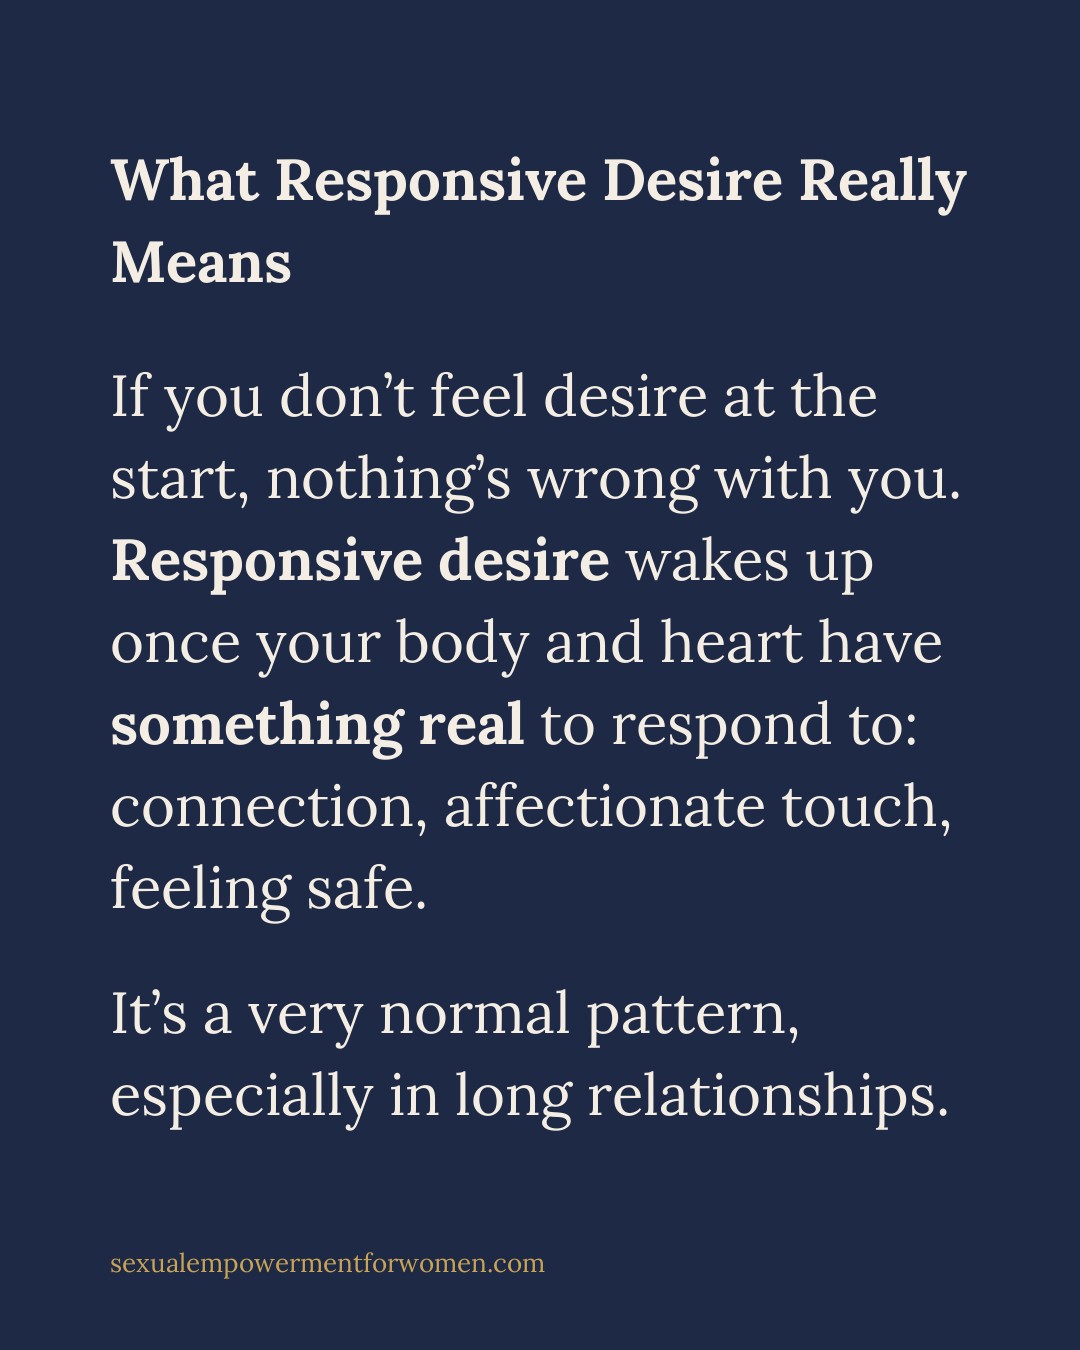 What Responsive Desire Really
Means
If you don’t feel desire at the
start, nothing’s wrong with you.
Responsive desire wakes up
once your body and heart have
something real to respond to:
connection, affectionate touch,
feeling safe.
It’s a very normal pattern,
especially in long relationships.
sexualempowermentforwomen.com